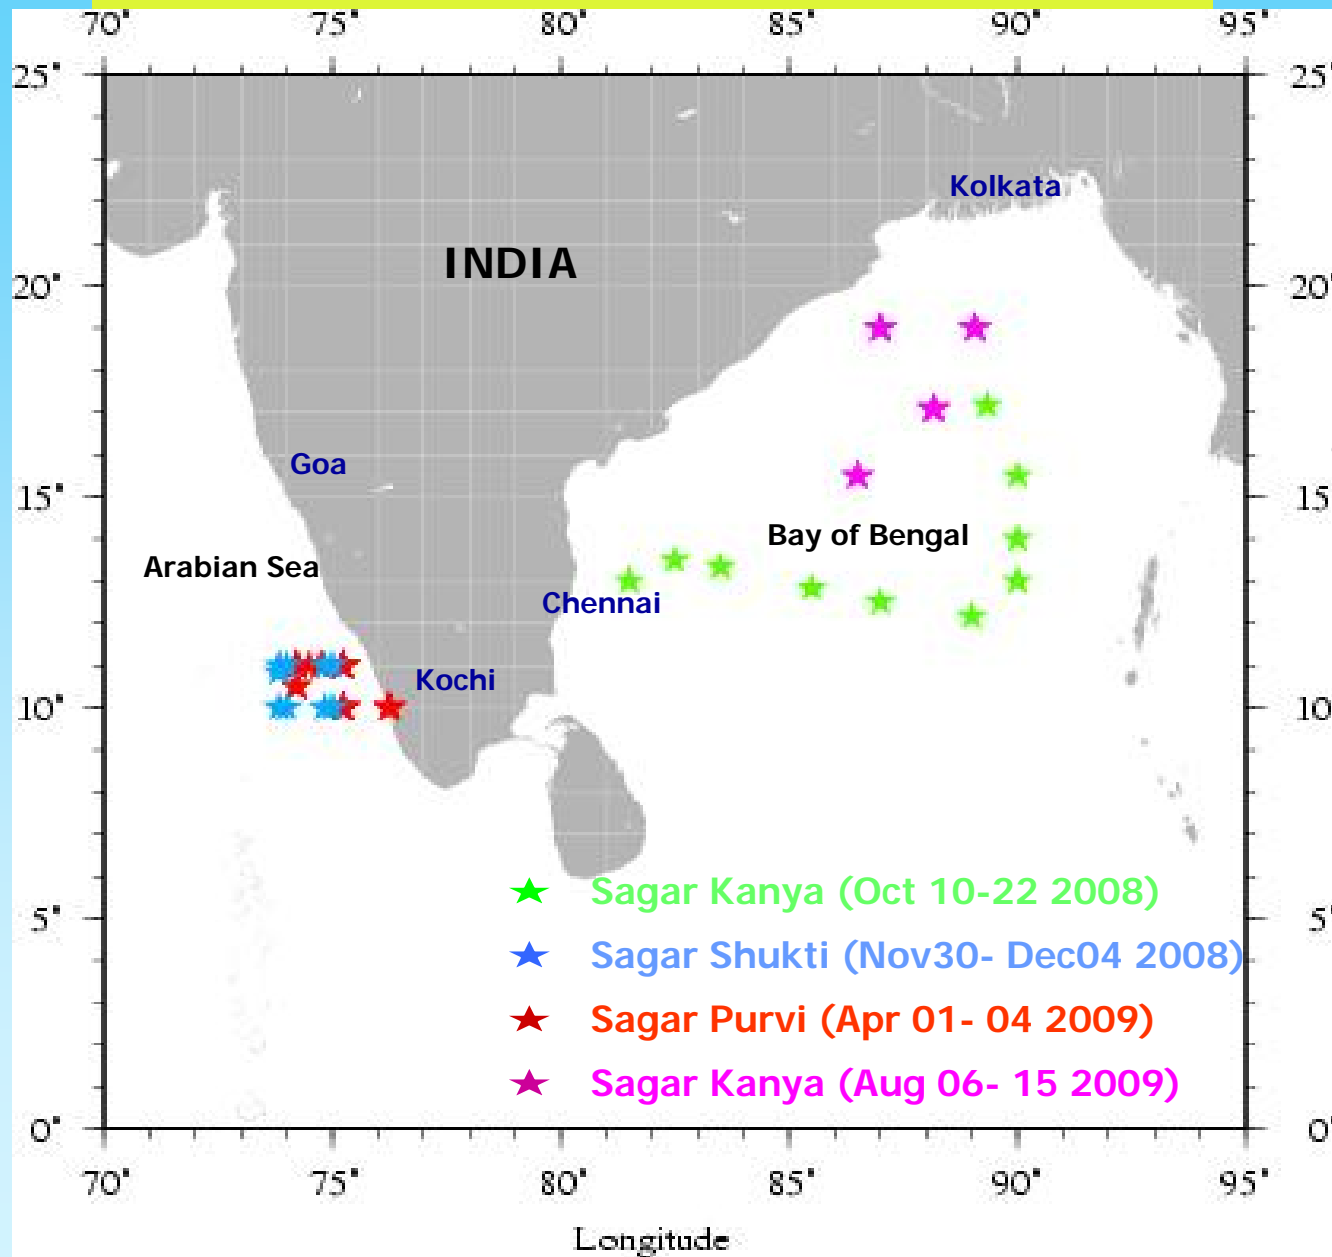 70° 75° 80° 85° 90° 95°
25° 25°
Kolkata
INDIA
20° 20°
Goa
15° 15°
Bay of Bengal
Arabian Sea
Chennai
Kochi
10° 10
Sagar Kanya (Oct 10-22 2008)
5° 5°
Sagar Shukti (Nov30- Dec04 2008)
Sagar Purvi (Apr 01- 04 2009)
Sagar Kanya (Aug 06- 15 2009)
0° 0°
70° 75° 80° 85° 90° 95°
Longitude